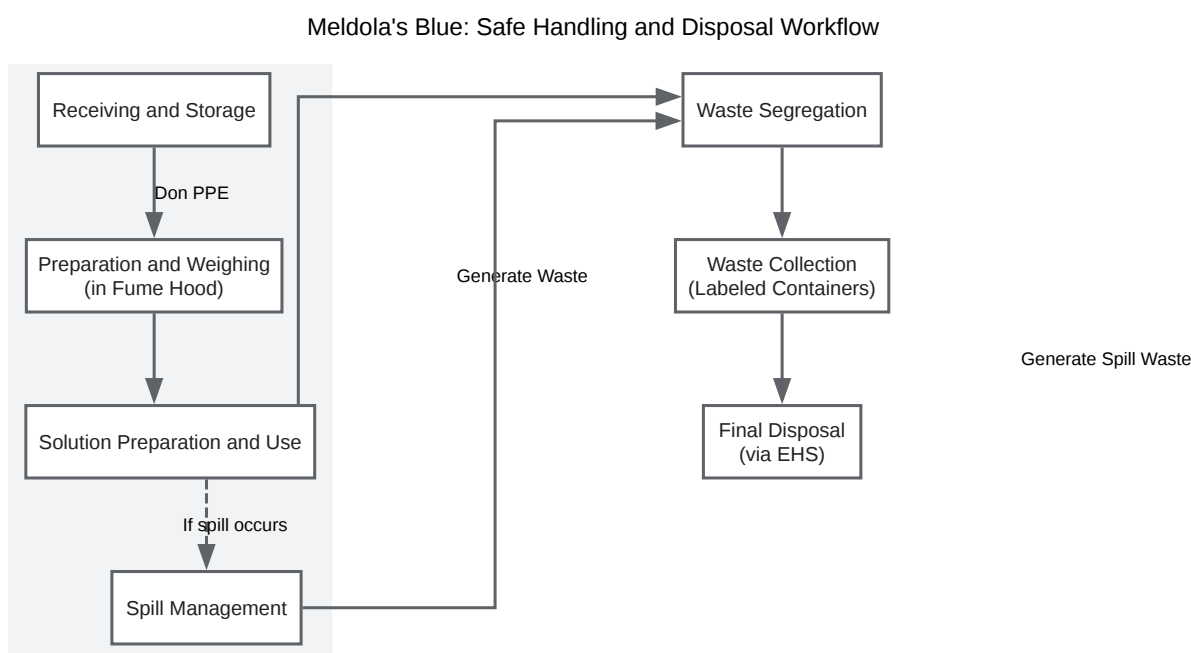 Meldola's Blue: Safe Handling and Disposal Workflow
Receiving and Storage
Don PPE
Preparation and Weighing
(in Fume Hood)
Solution Preparation and Use
If spill occurs
Spill Management
Generate Waste
Waste Segregation
Waste Collection
(Labeled Containers)
Final Disposal
(via EHS)
Generate Spill Waste